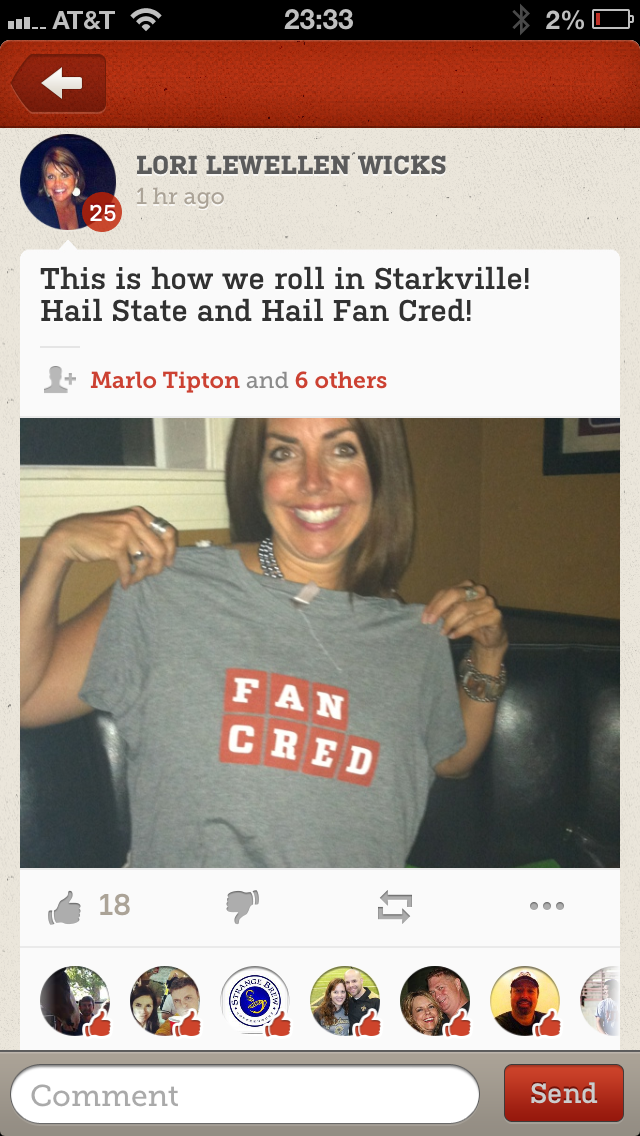 AT&T 23:33 2%
LORI LEWELLEN WICKS
25
1 hr ago
This is how we roll in Starkville!
Hail State and Hail Fan Cred!
Marlo Tipton and 6 others
FAN
CRED
18
STRANGE BREW
Comment
Send